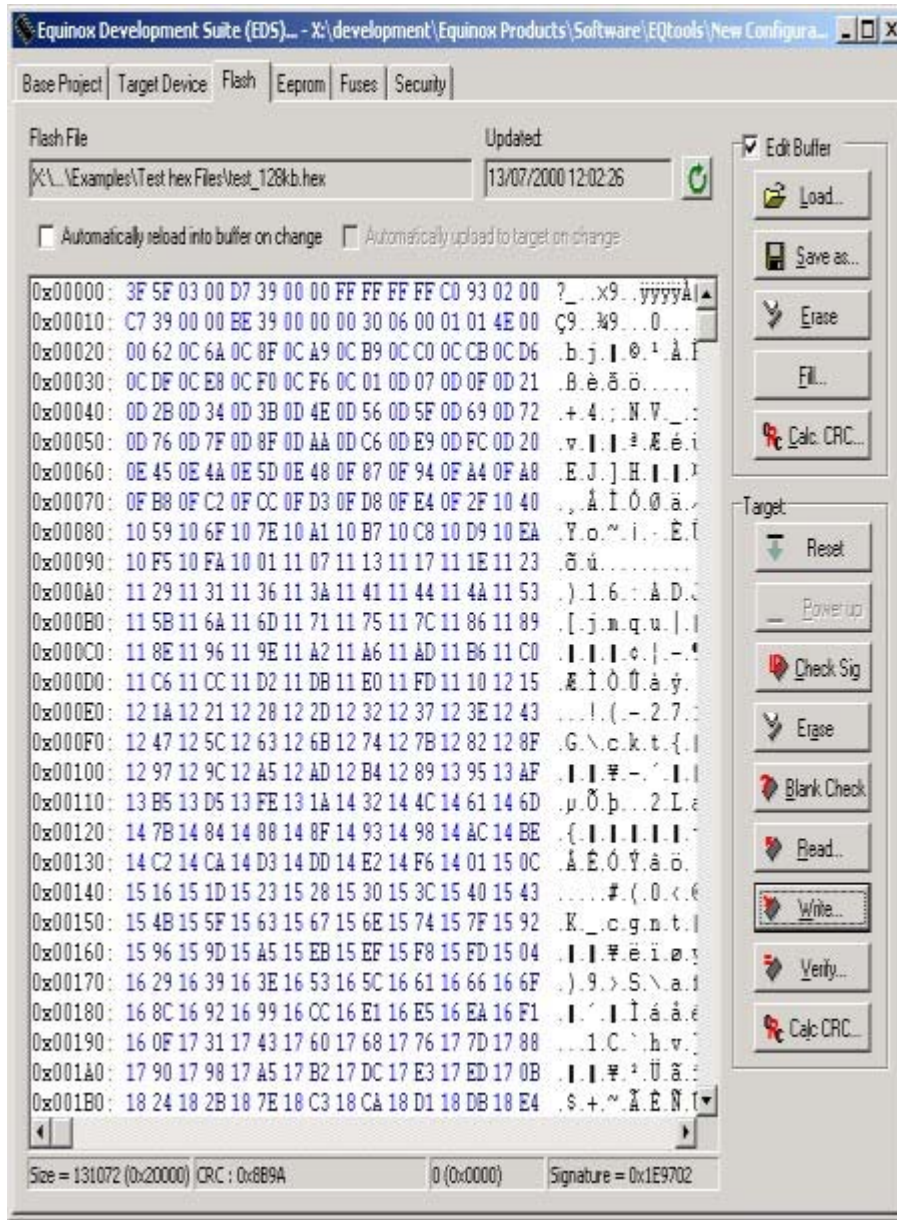 Equinox Development Suite (EDS)... - X:\development\Equinox Products\Software\EQtools\New Configura...
Base Project Target Device Flash Eeprom Fuses Security
Flash File Updated:
X:\...\Examples\Test hex Files\test_128kb.hex 13/07/2000 12:02:26
Automatically reload into buffer on change Automatically upload to target on change
0x00000: 3F 5F 03 00 D7 39 00 00 FF FF FF FF C0 93 02 00
0x00010: C7 39 00 00 BE 39 00 00 00 30 06 00 01 01 4E 00
0x00020: 00 62 0C 6A 0C 8F 0C A9 0C B9 0C C0 0C CB 0C D6
0x00030: 0C DF 0C E8 0C F0 0C F6 0C 01 0D 07 0D 0F 0D 21
0x00040: 0D 2B 0D 34 0D 3B 0D 4E 0D 56 0D 5F 0D 69 0D 72
0x00050: 0D 76 0D 7F 0D 8F 0D AA 0D C6 0D E9 0D FC 0D 20
0x00060: 0E 45 0E 4A 0E 5D 0E 48 0F 87 0F 94 0F A4 0F A8
0x00070: 0F B8 0F C2 0F CC 0F D3 0F D8 0F E4 0F 2F 10 40
0x00080: 10 59 10 6F 10 7E 10 A1 10 B7 10 C8 10 D9 10 EA
0x00090: 10 F5 10 FA 10 01 11 07 11 13 11 17 11 1E 11 23
0x000A0: 11 29 11 31 11 36 11 3A 11 41 11 44 11 4A 11 53
0x000B0: 11 5B 11 6A 11 6D 11 71 11 75 11 7C 11 86 11 89
0x000C0: 11 8E 11 96 11 9E 11 A2 11 A6 11 AD 11 B6 11 C0
0x000D0: 11 C6 11 CC 11 D2 11 DB 11 E0 11 FD 11 10 12 15
0x000E0: 12 1A 12 21 12 28 12 2D 12 32 12 37 12 3E 12 43
0x000F0: 12 47 12 5C 12 63 12 6B 12 74 12 7B 12 82 12 8F
0x00100: 12 97 12 9C 12 A5 12 AD 12 B4 12 89 13 95 13 AF
0x00110: 13 B5 13 D5 13 FE 13 1A 14 32 14 4C 14 61 14 6D
0x00120: 14 7B 14 84 14 88 14 8F 14 93 14 98 14 AC 14 BE
0x00130: 14 C2 14 CA 14 D3 14 DD 14 E2 14 F6 14 01 15 0C
0x00140: 15 16 15 1D 15 23 15 28 15 30 15 3C 15 40 15 43
0x00150: 15 4B 15 5F 15 63 15 67 15 6E 15 74 15 7F 15 92
0x00160: 15 96 15 9D 15 A5 15 EB 15 EF 15 F8 15 FD 15 04
0x00170: 16 29 16 39 16 3E 16 53 16 5C 16 61 16 66 16 6F
0x00180: 16 8C 16 92 16 99 16 CC 16 E1 16 E5 16 EA 16 F1
0x00190: 16 0F 17 31 17 43 17 60 17 68 17 76 17 7D 17 88
0x001A0: 17 90 17 98 17 A5 17 B2 17 DC 17 E3 17 ED 17 0B
0x001B0: 18 24 18 2B 18 7E 18 C3 18 CA 18 D1 18 DB 18 E4
Size = 131072 (0x20000) CRC : 0x8B9A 0 (0x0000) Signature = 0x1E9702
Edit Buffer
Load...
Save as...
Erase
Fill...
Calc. CRC...
Target:
Reset
Power up
Check Sig
Erase
Blank Check
Read...
Write...
Verify...
Calc CRC...